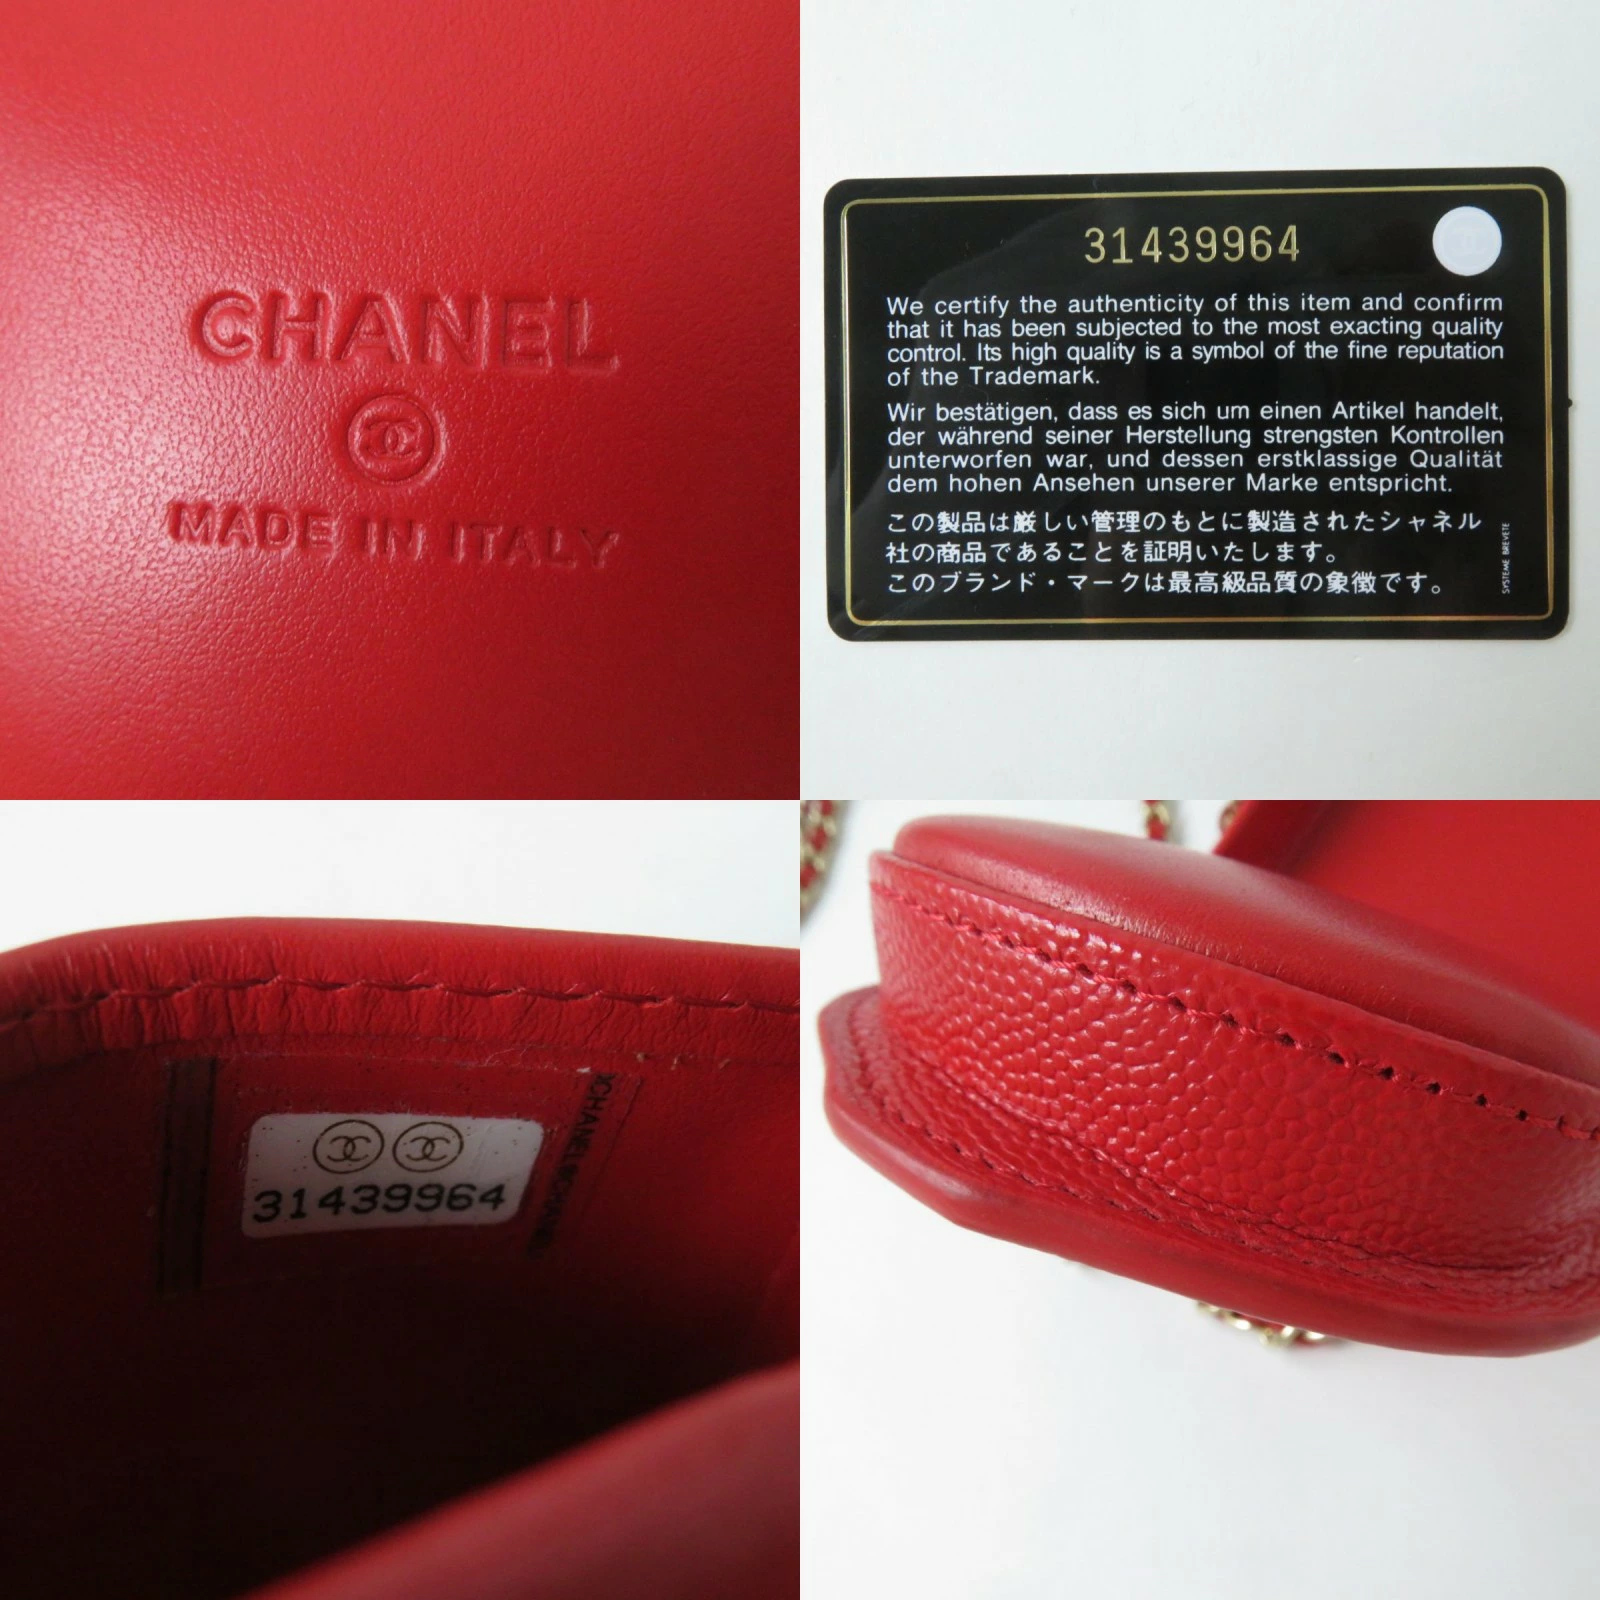 CHANEL
MADE IN ITALY
31439964
We certify the authenticity of this item and confirm
that it has been subjected to the most exacting quality
control. Its high quality is a symbol of the fine reputation
of the Trademark.
Wir bestätigen, dass es sich um einen Artikel handelt,
der während seiner Herstellung strengsten Kontrollen
unterworfen war, und dessen erstklassige Qualität
dem hohen Ansehen unserer Marke entspricht.
この製品は厳しい管理のもとに製造されたシャネル
社の商品であることを証明いたします。
このブランド・マークは最高級品質の象徴です。
SYSTEME BREVETE
31439964
CHANEL CHANEL